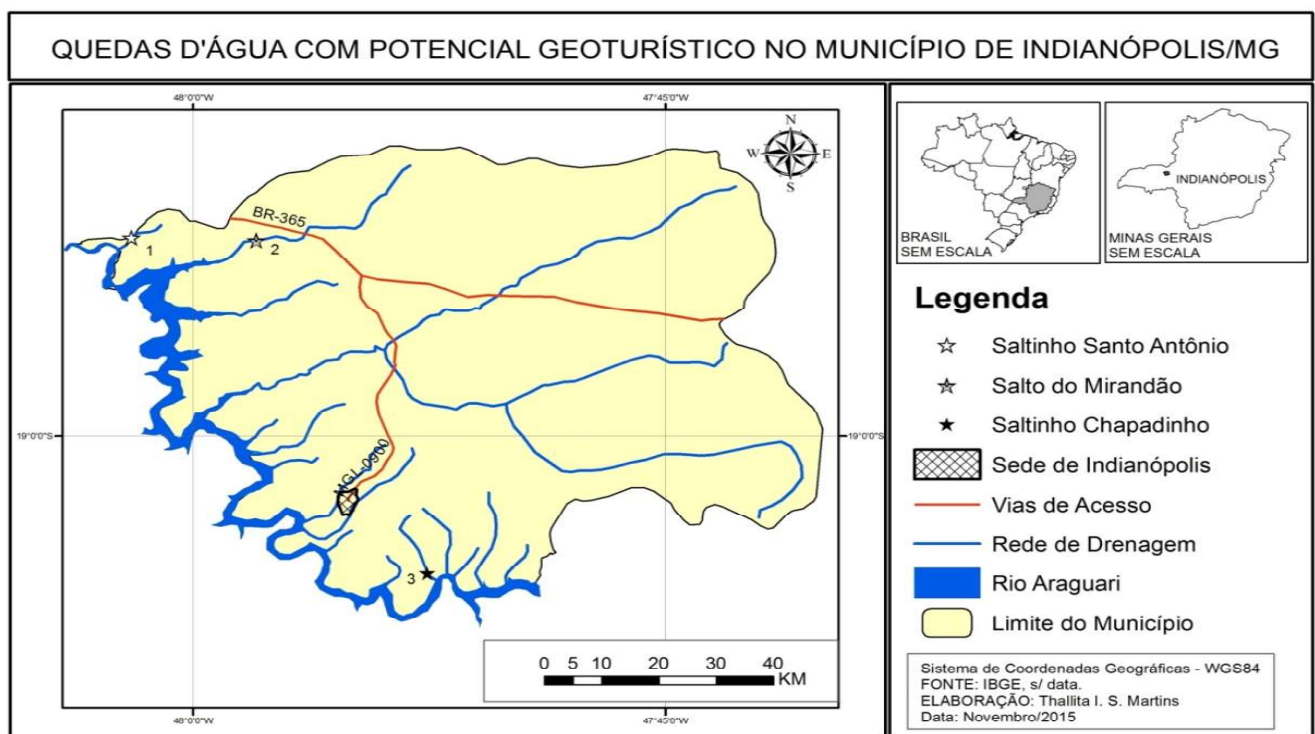 QUEDAS D'ÁGUA COM POTENCIAL GEOTURÍSTICO NO MUNICÍPIO DE INDIANÓPOLIS/MG
48°0'0"W
47°45'0"W
N
W
E
S
BR-365
1
2
19°0'0"S
19°0'0"S
MGL-0900
3
0 5 10 20 30 40
KM
48°0'0"W
47°45'0"W
BRASIL
SEM ESCALA
INDIANÓPOLIS
MINAS GERAIS
SEM ESCALA
Legenda
Saltinho Santo Antônio
Salto do Mirandão
Saltinho Chapadinho
Sede de Indianópolis
Vias de Acesso
Rede de Drenagem
Rio Araguari
Limite do Município
Sistema de Coordenadas Geográficas - WGS84
FONTE: IBGE, s/ data.
ELABORAÇÃO: Thallita I. S. Martins
Data: Novembro/2015